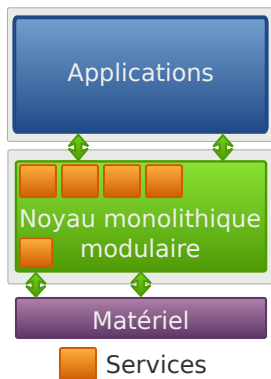 Applications
Noyau monolithique
modulaire
Matériel
Services